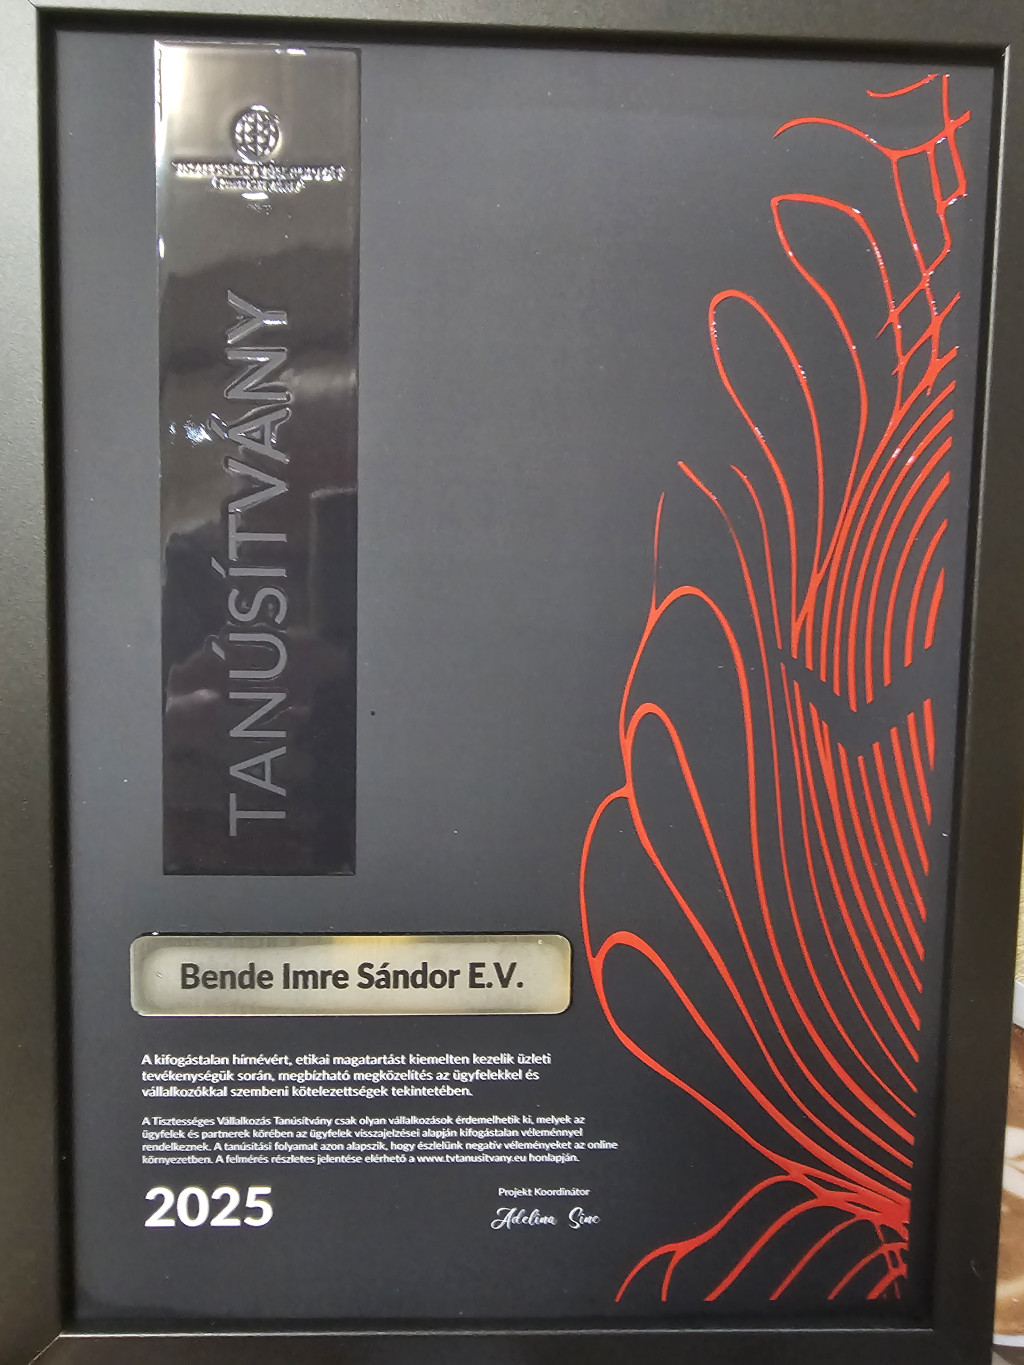 TANÚSÍTVÁNY
Bende Imre Sándor E.V.
A kifogástalan hírnévért, etikai magatartást kiemelten kezelik üzleti
tevékenységük során, megbízható megközelítés az ügyfelekkel és
vállalkozókkal szembeni kötelezettségek tekintetében.
A Tisztességes Vállalkozás Tanúsítvány csak olyan vállalkozások érdemelhetik ki, melyek az
ügyfelek és partnerek körében az ügyfelek visszajelzései alapján kifogástalan véleménnyel
rendelkeznek. A tanúsítási folyamat azon alapszik, hogy észlelünk negatív véleményeket az online
környezetben. A felmérés részletes jelentése elérhető a www.tvtanusitvany.eu honlapján.
2025
Projekt Koordinátor
Adelina Sinc